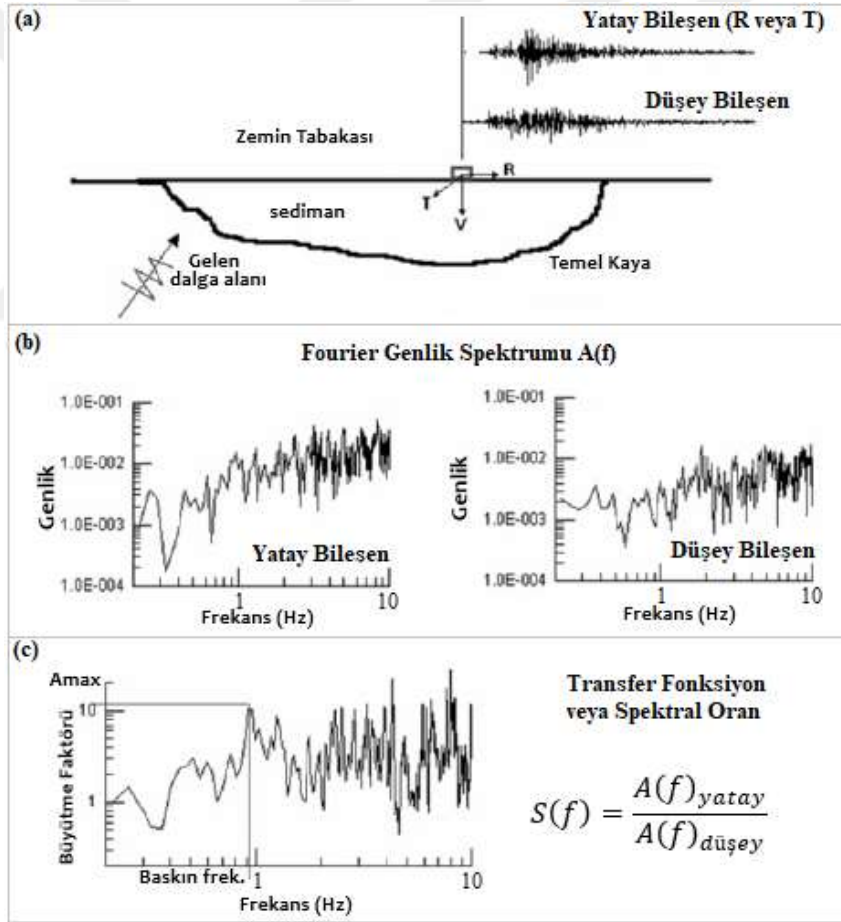 (a)
Yatay Bileşen (R veya T)
Düşey Bileşen
Zemin Tabakası
R
T
V
sediman
Gelen
dalga alanı
Temel Kaya
(b)
Fourier Genlik Spektrumu A(f)
1.0E-001
1.0E-002
1.0E-003
1.0E-004
Genlik
Yatay Bileşen
1
10
Frekans (Hz)
1.0E-001
1.0E-002
1.0E-003
1.0E-004
Genlik
Düşey Bileşen
1
10
Frekans (Hz)
(c)
Amax
10
1
Büyütme Faktörü
Baskın frek.
1
10
Frekans (Hz)
Transfer Fonksiyon
veya Spektral Oran
S(f) = A(f)yatay / A(f)düşey